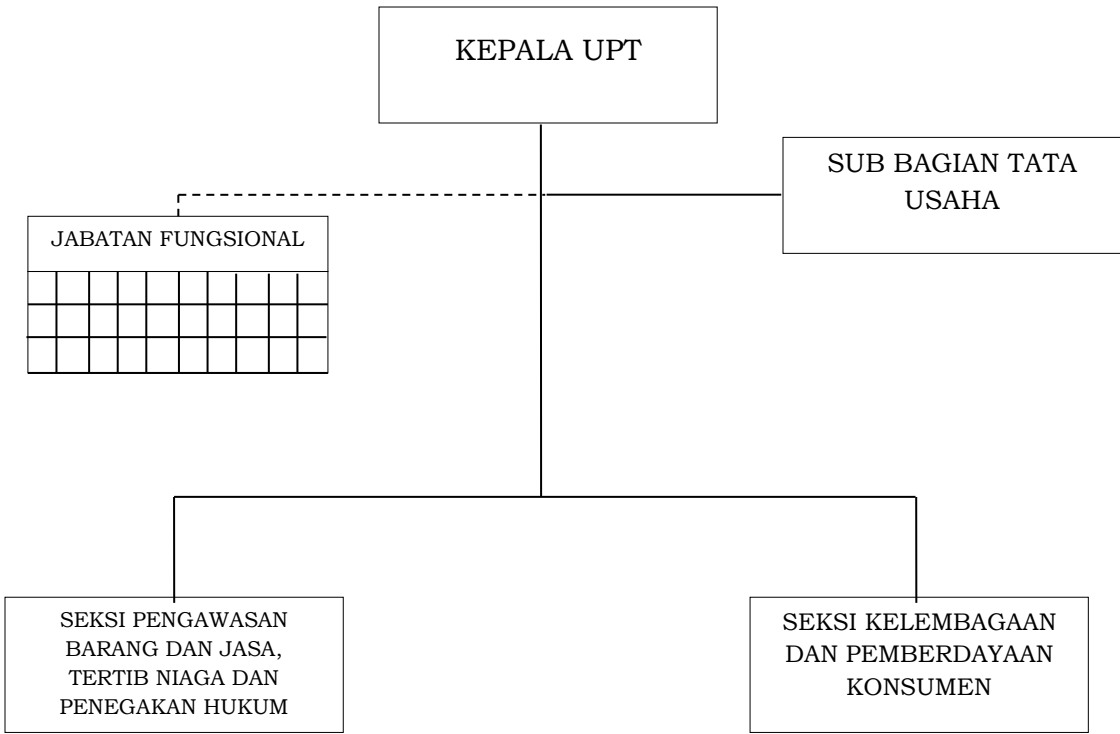 KEPALA UPT
SUB BAGIAN TATA
USAHA
JABATAN FUNGSIONAL
SEKSI PENGAWASAN
BARANG DAN JASA,
TERTIB NIAGA DAN
PENEGAKAN HUKUM
SEKSI KELEMBAGAAN
DAN PEMBERDAYAAN
KONSUMEN